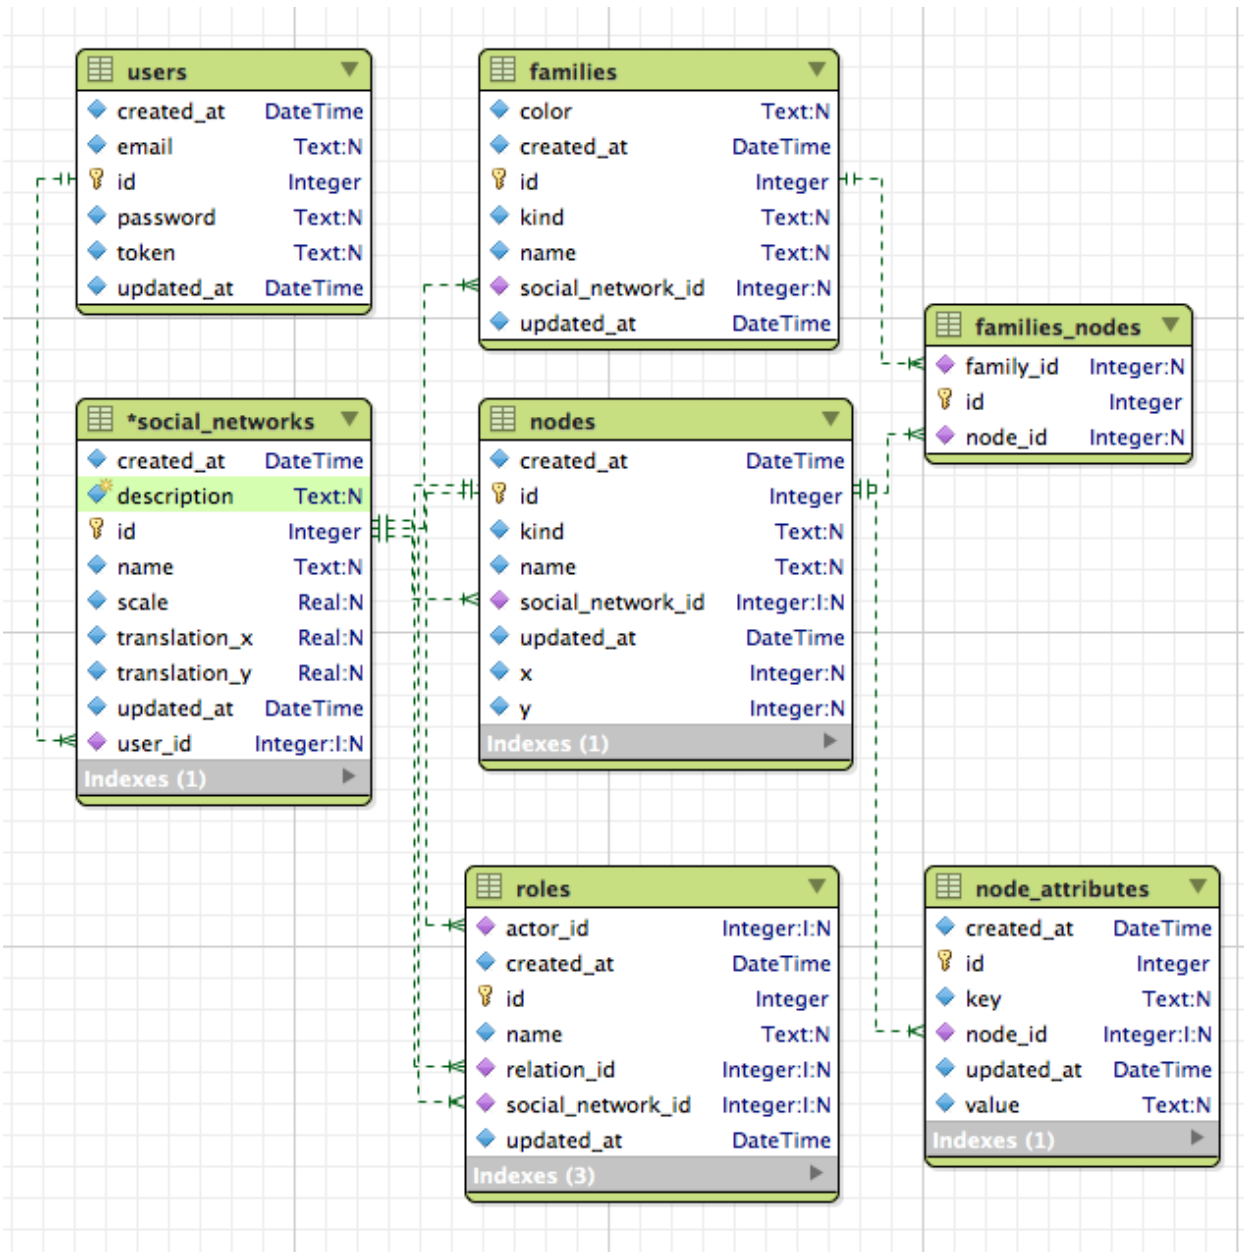 users
created_at DateTime
email Text:N
id Integer
password Text:N
token Text:N
updated_at DateTime
families
color Text:N
created_at DateTime
id Integer
kind Text:N
name Text:N
social_network_id Integer:N
updated_at DateTime
families_nodes
family_id Integer:N
id Integer
node_id Integer:N
*social_networks
created_at DateTime
description Text:N
id Integer
name Text:N
scale Real:N
translation_x Real:N
translation_y Real:N
updated_at DateTime
user_id Integer:I:N
Indexes (1)
nodes
created_at DateTime
id Integer
kind Text:N
name Text:N
social_network_id Integer:I:N
updated_at DateTime
x Integer:N
y Integer:N
Indexes (1)
roles
actor_id Integer:I:N
created_at DateTime
id Integer
name Text:N
relation_id Integer:I:N
social_network_id Integer:I:N
updated_at DateTime
Indexes (3)
node_attributes
created_at DateTime
id Integer
key Text:N
node_id Integer:I:N
updated_at DateTime
value Text:N
Indexes (1)